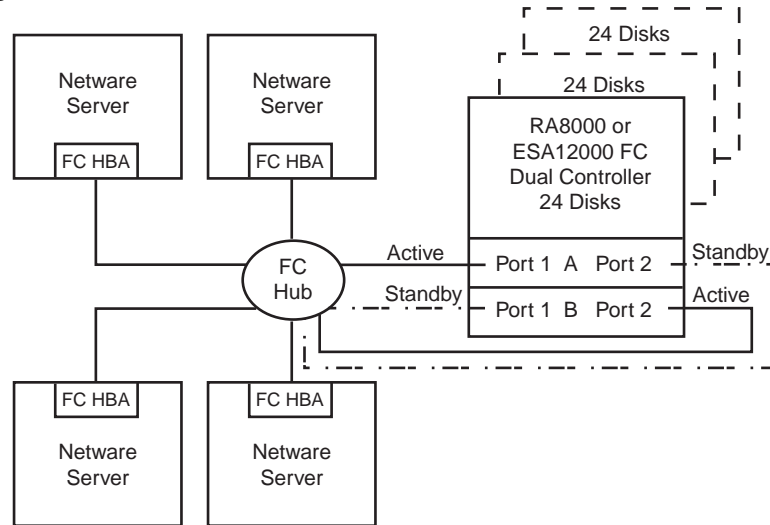 24 Disks
24 Disks
Netware
Server
FC HBA
Netware
Server
FC HBA
RA8000 or
ESA12000 FC
Dual Controller
24 Disks
Active
Port 1 A Port 2
Standby
FC
Hub
Standby
Port 1 B Port 2
Active
FC HBA
Netware
Server
FC HBA
Netware
Server